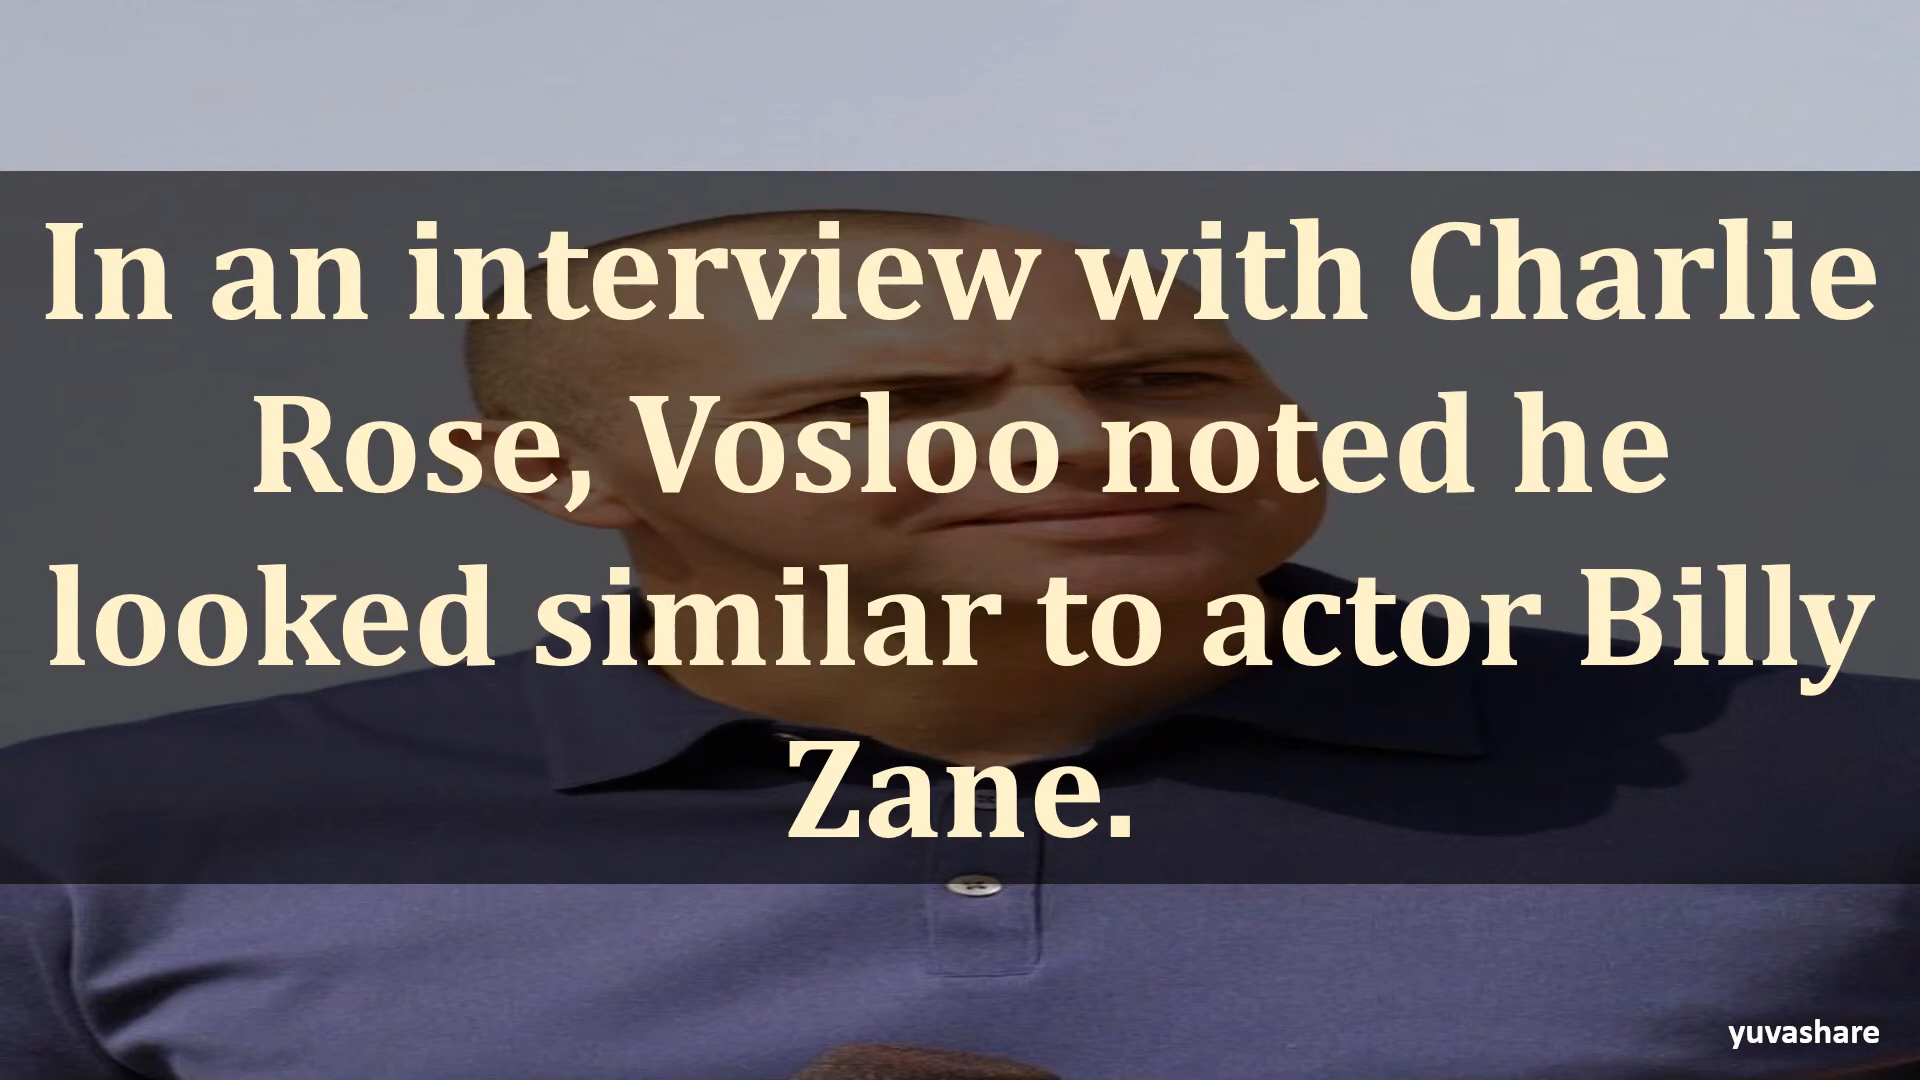 In an interview with Charlie
Rose, Vosloo noted he
looked similar to actor Billy
Zane.
yuvashare